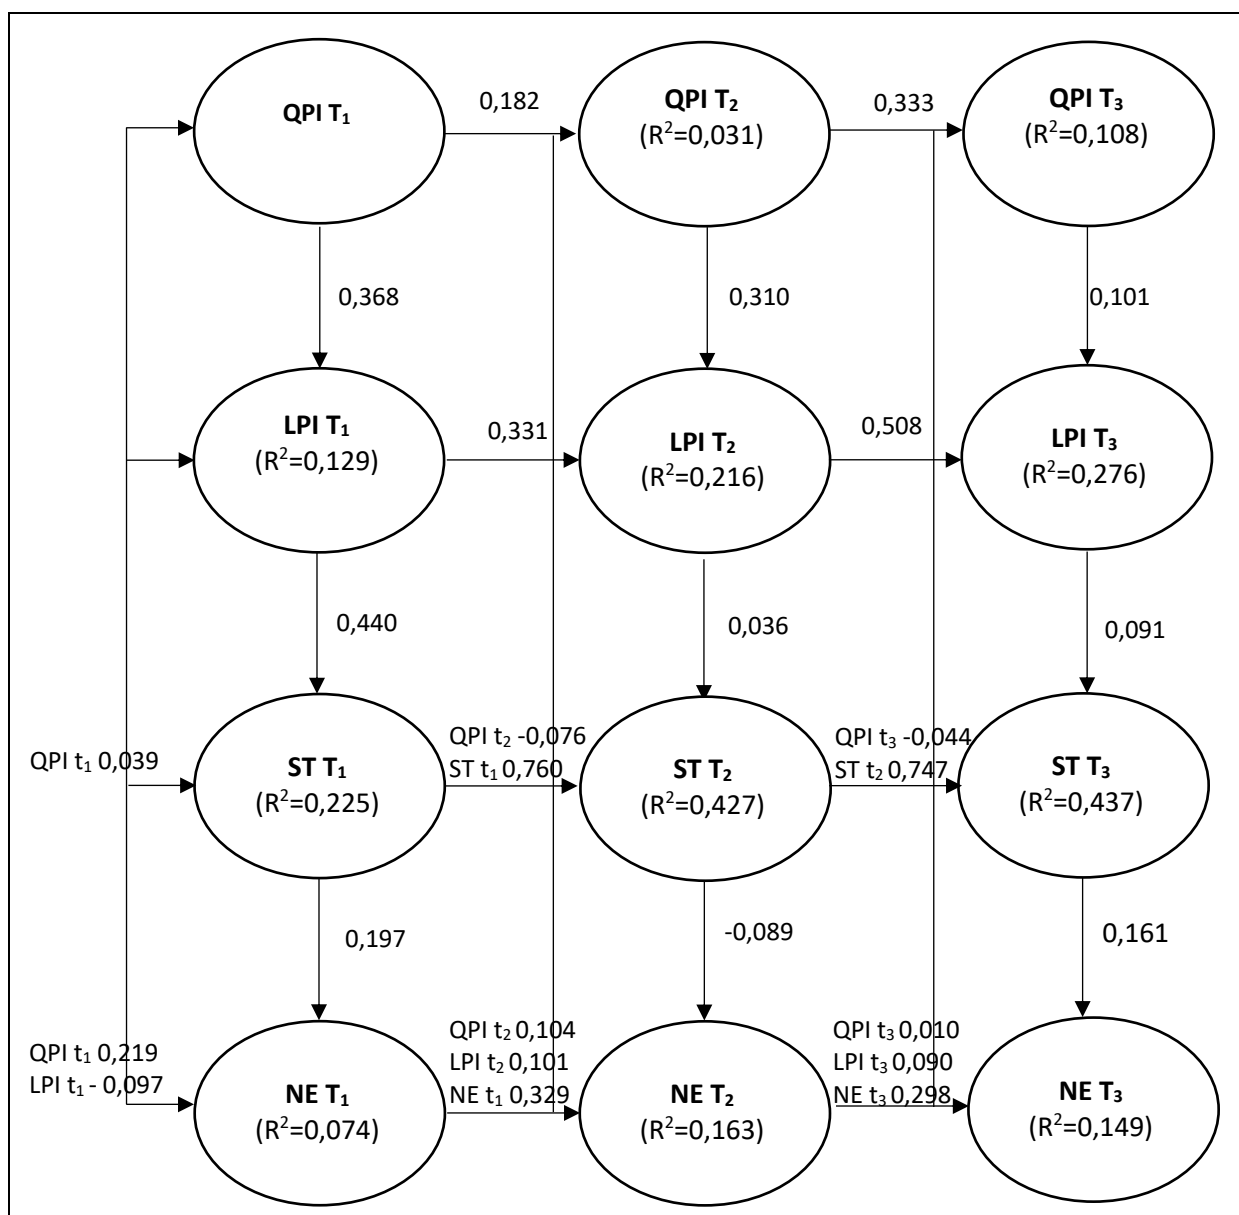 QPI T₁
0,182
QPI T₂
(R²=0,031)
0,333
QPI T₃
(R²=0,108)
0,368
0,310
0,101
LPI T₁
(R²=0,129)
0,331
LPI T₂
(R²=0,216)
0,508
LPI T₃
(R²=0,276)
0,440
0,036
0,091
QPI t₁ 0,039
ST T₁
(R²=0,225)
QPI t₂ -0,076
ST t₁ 0,760
ST T₂
(R²=0,427)
QPI t₃ -0,044
ST t₂ 0,747
ST T₃
(R²=0,437)
0,197
-0,089
0,161
QPI t₁ 0,219
LPI t₁ - 0,097
NE T₁
(R²=0,074)
QPI t₂ 0,104
LPI t₂ 0,101
NE t₁ 0,329
NE T₂
(R²=0,163)
QPI t₃ 0,010
LPI t₃ 0,090
NE t₃ 0,298
NE T₃
(R²=0,149)